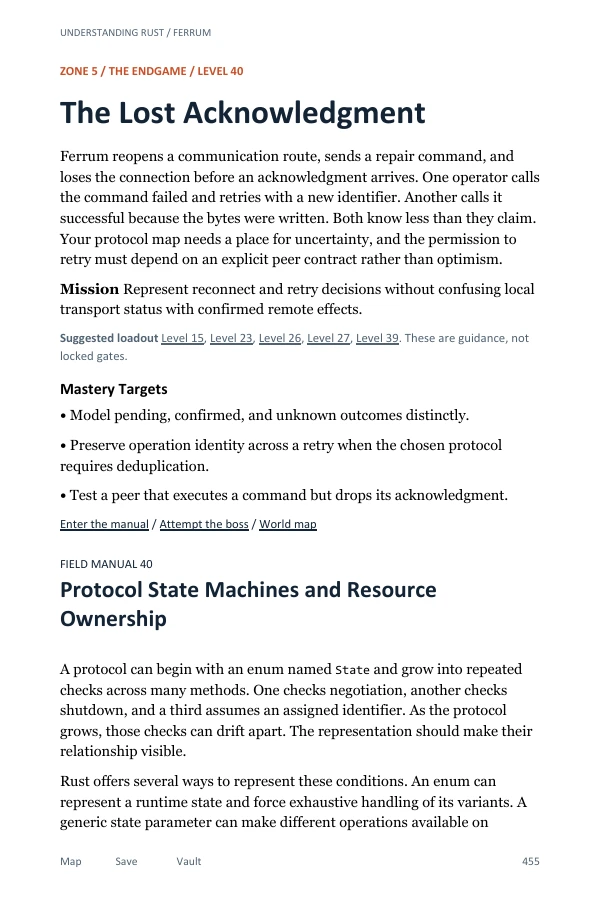 UNDERSTANDING RUST / FERRUM
ZONE 5 / THE ENDGAME / LEVEL 40
The Lost Acknowledgment
Ferrum reopens a communication route, sends a repair command, and
loses the connection before an acknowledgment arrives. One operator calls
the command failed and retries with a new identifier. Another calls it
successful because the bytes were written. Both know less than they claim.
Your protocol map needs a place for uncertainty, and the permission to
retry must depend on an explicit peer contract rather than optimism.
Mission Represent reconnect and retry decisions without confusing local
transport status with confirmed remote effects.
Suggested loadout Level 15, Level 23, Level 26, Level 27, Level 39. These are guidance, not
locked gates.
Mastery Targets
• Model pending, confirmed, and unknown outcomes distinctly.
• Preserve operation identity across a retry when the chosen protocol
requires deduplication.
• Test a peer that executes a command but drops its acknowledgment.
Enter the manual / Attempt the boss / World map
FIELD MANUAL 40
Protocol State Machines and Resource
Ownership
A protocol can begin with an enum named State and grow into repeated
checks across many methods. One checks negotiation, another checks
shutdown, and a third assumes an assigned identifier. As the protocol
grows, those checks can drift apart. The representation should make their
relationship visible.
Rust offers several ways to represent these conditions. An enum can
represent a runtime state and force exhaustive handling of its variants. A
generic state parameter can make different operations available on
Map Save Vault 455